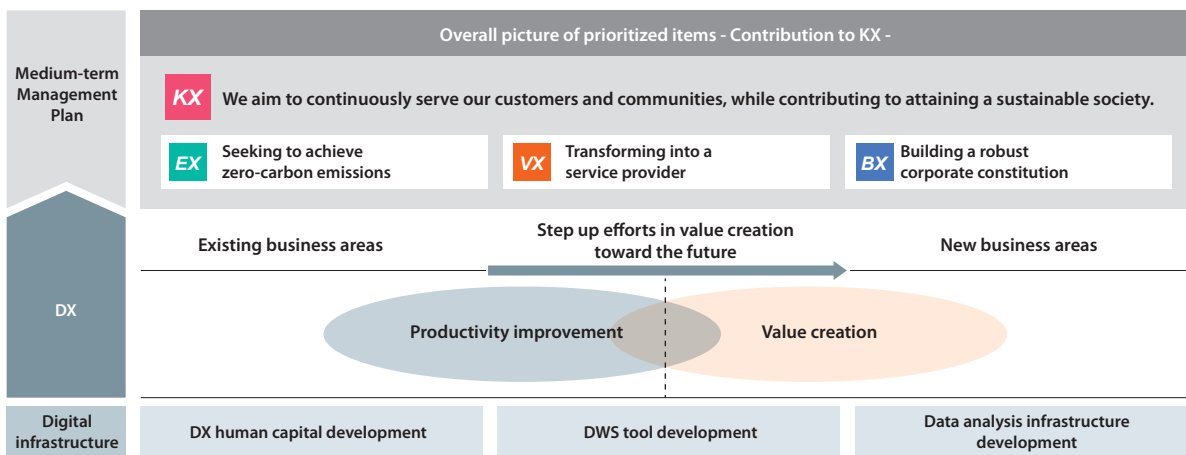 Overall picture of prioritized items - Contribution to KX -
Medium-term
Management
Plan
KX
We aim to continuously serve our customers and communities, while contributing to attaining a sustainable society.
EX
Seeking to achieve
zero-carbon emissions
VX
Transforming into a
service provider
BX
Building a robust
corporate constitution
DX
Existing business areas
Step up efforts in value creation
toward the future
New business areas
Productivity improvement
Value creation
Digital
infrastructure
DX human capital development
DWS tool development
Data analysis infrastructure
development